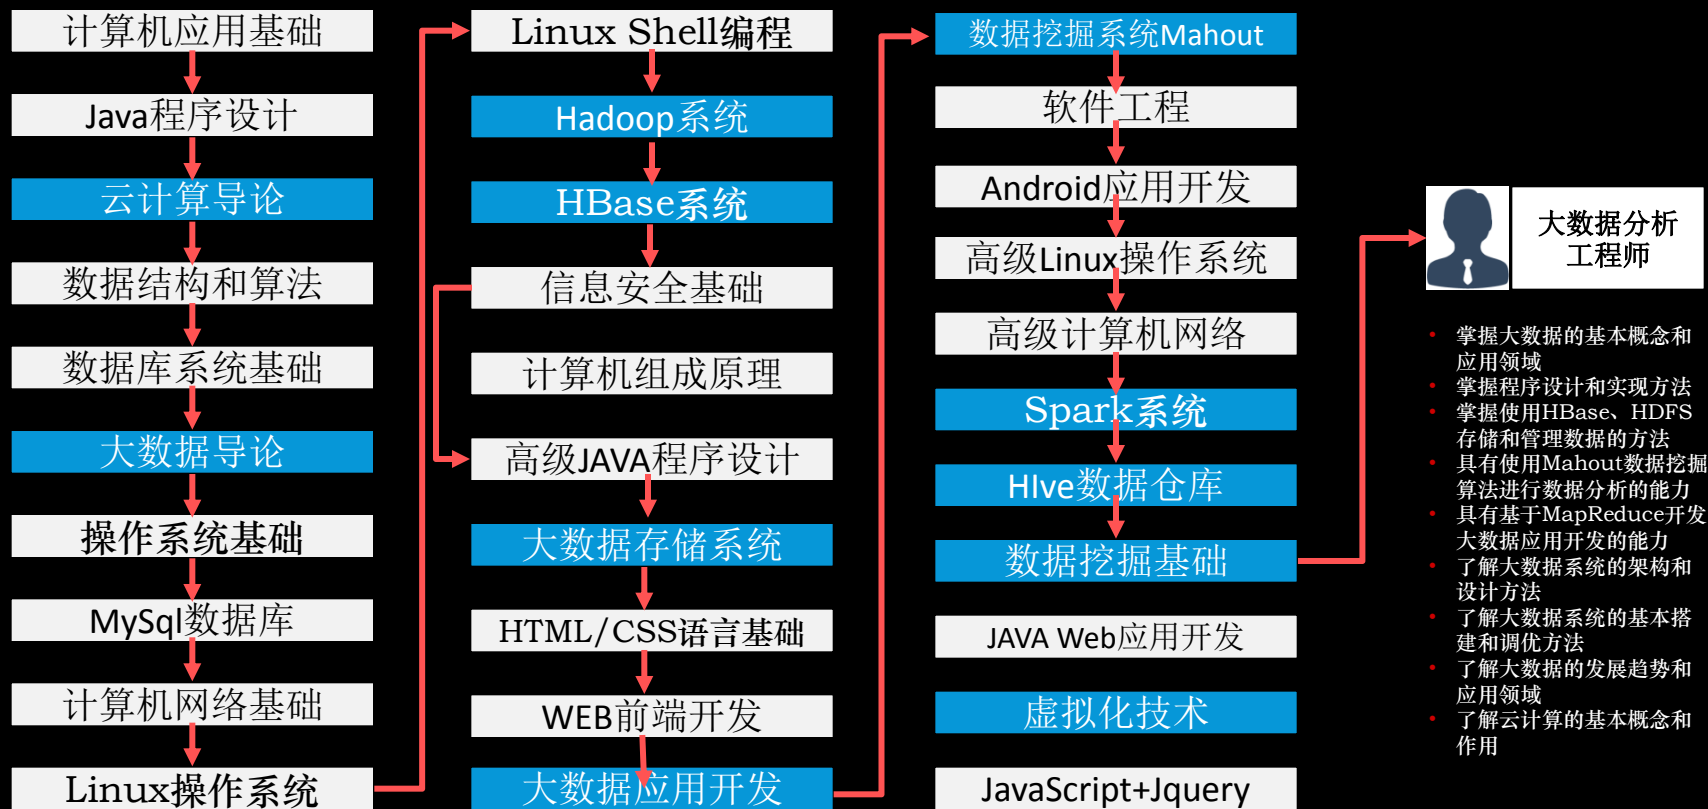 计算机应用基础
Java程序设计
云计算导论
数据结构和算法
数据库系统基础
大数据导论
操作系统基础
MySql数据库
计算机网络基础
Linux操作系统
Linux Shell编程
Hadoop系统
HBase系统
信息安全基础
计算机组成原理
高级JAVA程序设计
大数据存储系统
HTML/CSS语言基础
WEB前端开发
大数据应用开发
数据挖掘系统Mahout
软件工程
Android应用开发
高级Linux操作系统
高级计算机网络
Spark系统
HIve数据仓库
数据挖掘基础
JAVA Web应用开发
虚拟化技术
JavaScript+Jquery
大数据分析
工程师
• 掌握大数据的基本概念和
应用领域
• 掌握程序设计和实现方法
• 掌握使用HBase、HDFS
存储和管理数据的方法
• 具有使用Mahout数据挖掘
算法进行数据分析的能力
• 具有基于MapReduce开发
大数据应用开发的能力
• 了解大数据系统的架构和
设计方法
• 了解大数据系统的基本搭
建和调优方法
• 了解大数据的发展趋势和
应用领域
• 了解云计算的基本概念和
作用